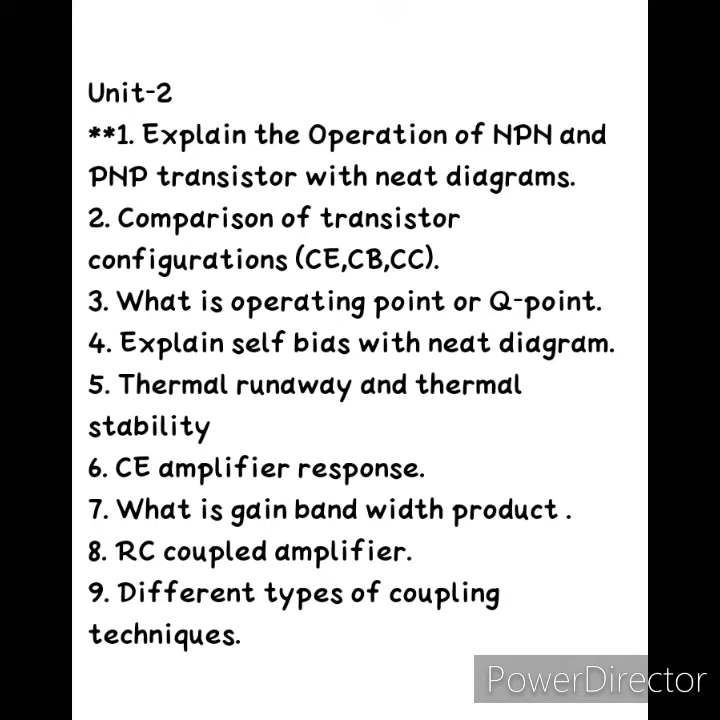 Unit-2
**1. Explain the Operation of NPN and
PNP transistor with neat diagrams.
2. Comparison of transistor
configurations (CE,CB,CC).
3. What is operating point or Q-point.
4. Explain self bias with neat diagram.
5. Thermal runaway and thermal
stability
6. CE amplifier response.
7. What is gain band width product .
8. RC coupled amplifier.
9. Different types of coupling
techniques.
PowerDirector